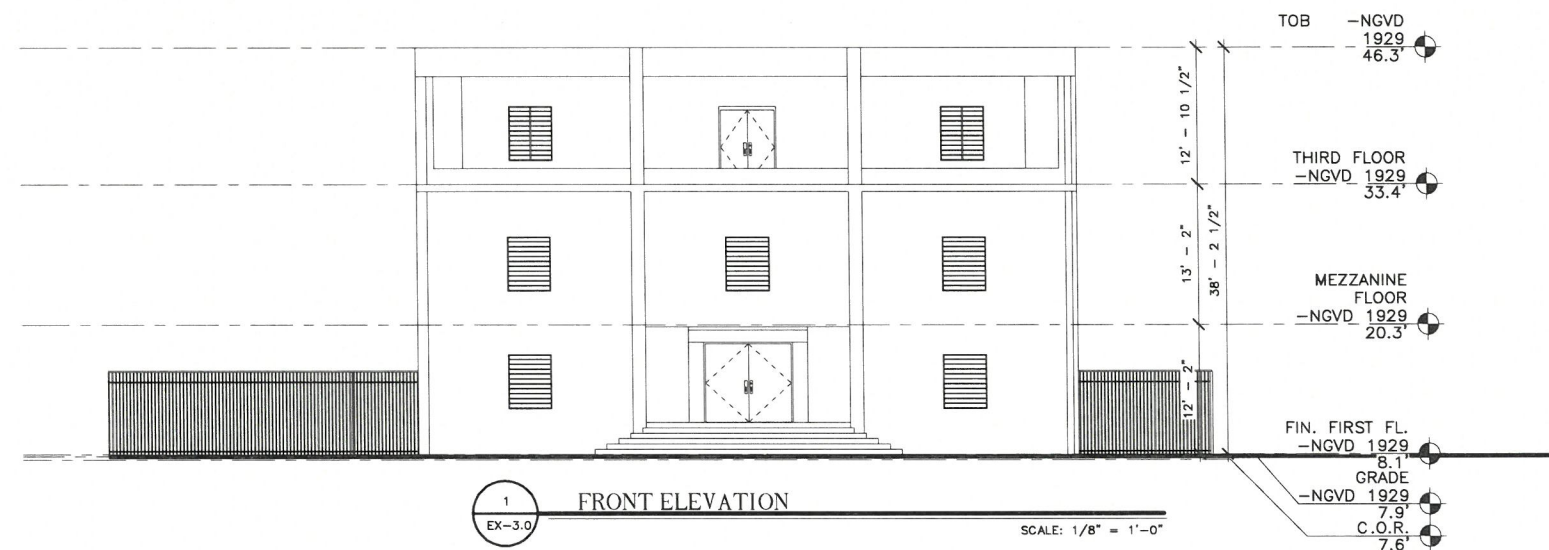 TOB -NGVD
1929
46.3'
12' - 10 1/2"
THIRD FLOOR
-NGVD 1929
33.4'
13' - 2"
38' - 2 1/2"
MEZZANINE
FLOOR
-NGVD 1929
20.3'
12' - 2"
FIN. FIRST FL.
-NGVD 1929
8.1'
GRADE
-NGVD 1929
7.9'
C.O.R.
7.6'
1
EX-3.0
FRONT ELEVATION
SCALE: 1/8" = 1'-0"